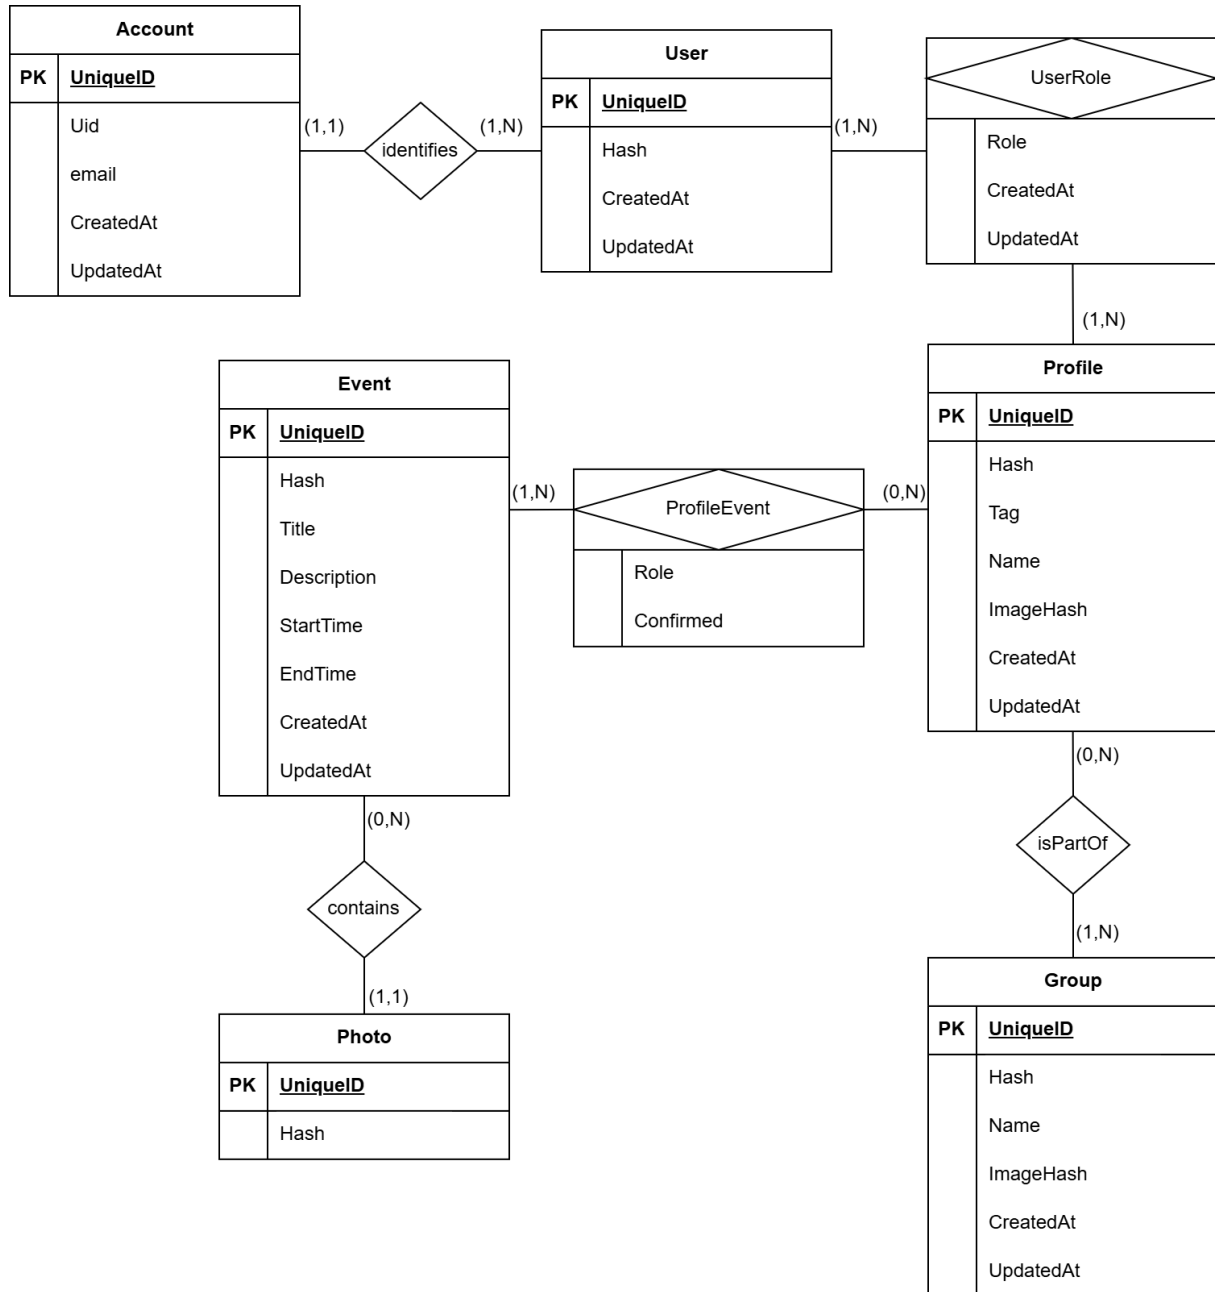 Account
PK UniqueID
Uid
email
CreatedAt
UpdatedAt
(1,1)
identifies
(1,N)
User
PK UniqueID
Hash
CreatedAt
UpdatedAt
(1,N)
UserRole
Role
CreatedAt
UpdatedAt
(1,N)
Profile
PK UniqueID
Hash
Tag
Name
ImageHash
CreatedAt
UpdatedAt
(0,N)
ProfileEvent
Role
Confirmed
(1,N)
Event
PK UniqueID
Hash
Title
Description
StartTime
EndTime
CreatedAt
UpdatedAt
(0,N)
contains
(1,1)
Photo
PK UniqueID
Hash
(0,N)
isPartOf
(1,N)
Group
PK UniqueID
Hash
Name
ImageHash
CreatedAt
UpdatedAt